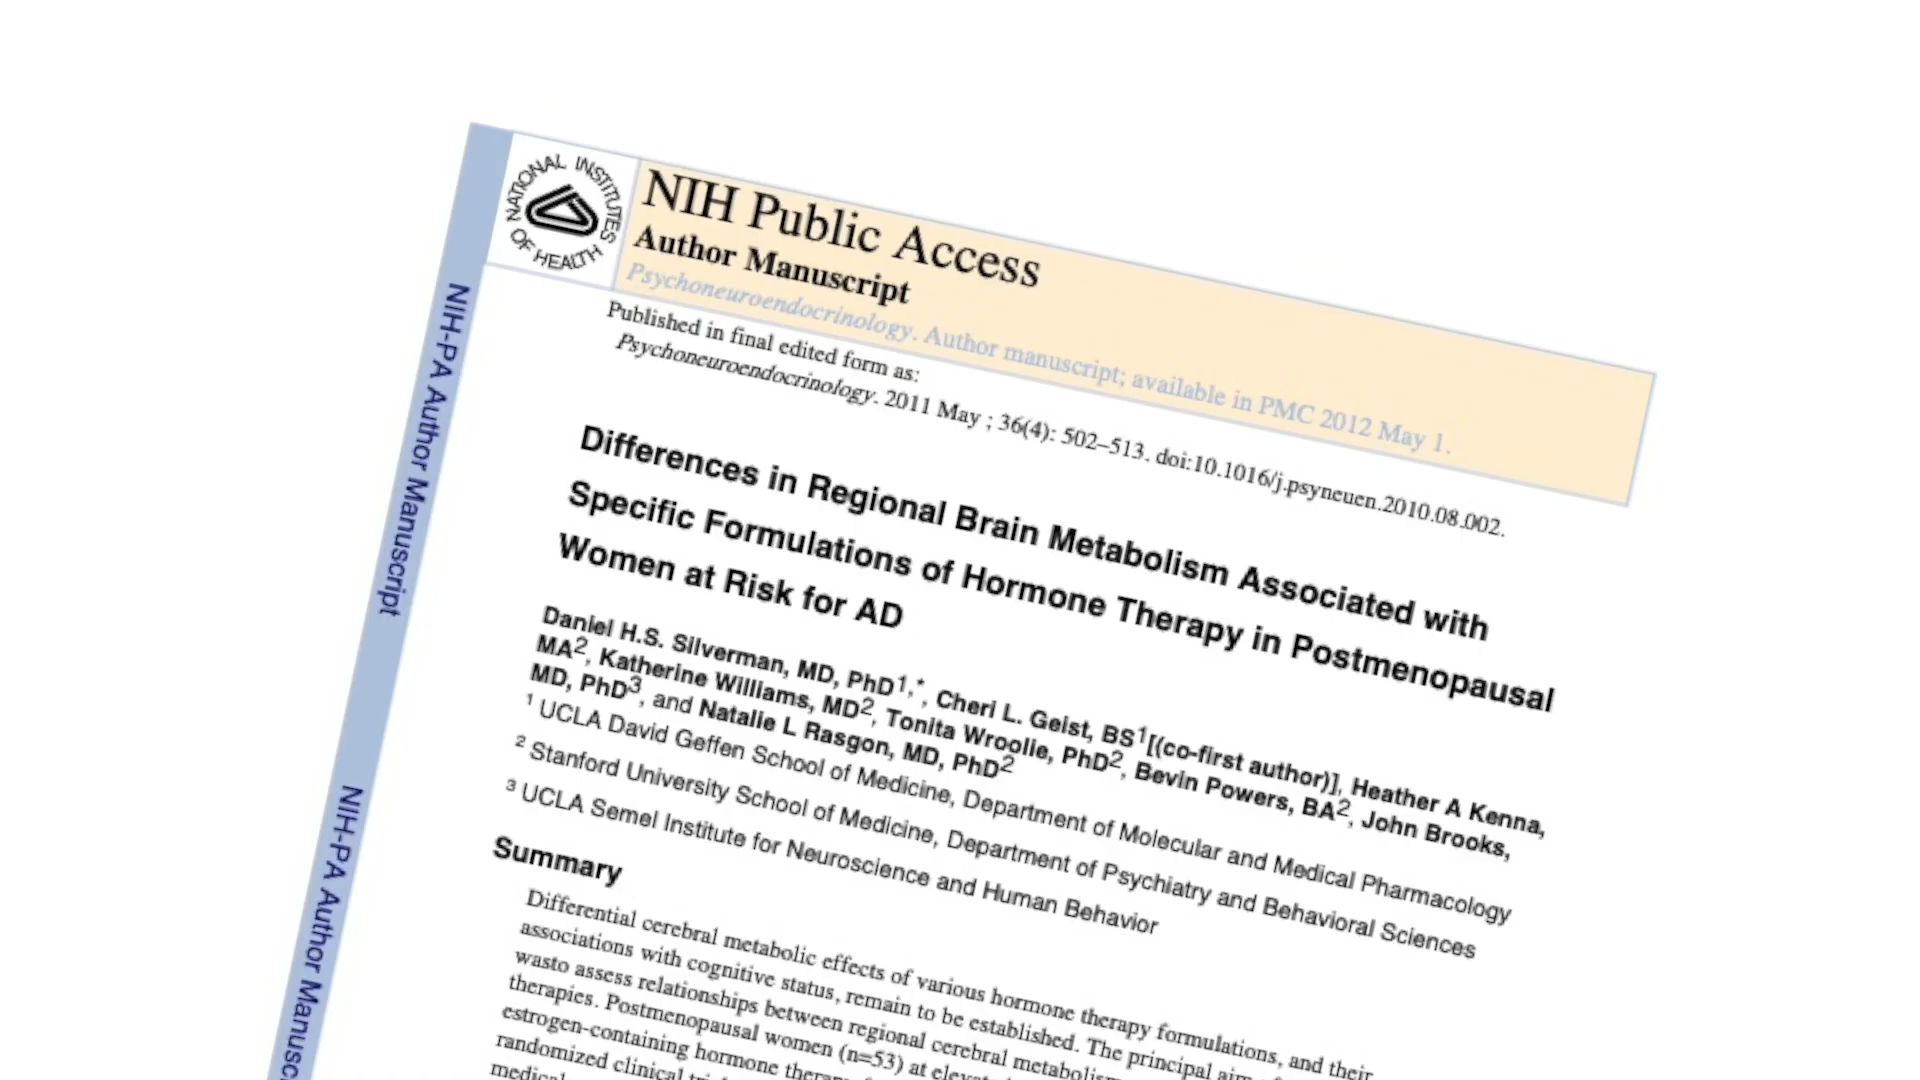 NATIONAL INSTITUTES OF HEALTH
NIH Public Access
Author Manuscript
Psychoneuroendocrinology. Author manuscript; available in PMC 2012 May 1.
Published in final edited form as:
Psychoneuroendocrinology. 2011 May ; 36(4): 502–513. doi:10.1016/j.psyneuen.2010.08.002.
Differences in Regional Brain Metabolism Associated with
Specific Formulations of Hormone Therapy in Postmenopausal
Women at Risk for AD
Daniel H.S. Silverman, MD, PhD1,*, Cheri L. Geist, BS1[(co-first author)], Heather A Kenna,
MA2, Katherine Williams, MD2, Tonita Wroolie, PhD2, Bevin Powers, BA2, John Brooks,
MD, PhD3, and Natalie L Rasgon, MD, PhD2
1 UCLA David Geffen School of Medicine, Department of Molecular and Medical Pharmacology
2 Stanford University School of Medicine, Department of Psychiatry and Behavioral Sciences
3 UCLA Semel Institute for Neuroscience and Human Behavior
Summary
Differential cerebral metabolic effects of various hormone therapy formulations, and their
associations with cognitive status, remain to be established. The principal aim
wasto assess relationships between regional cerebral
therapies. Postmenopausal women (n=53) at
estrogen-containing hormone
randomized clinical
medical
NIH-PA Author Manuscript
NIH-PA Author